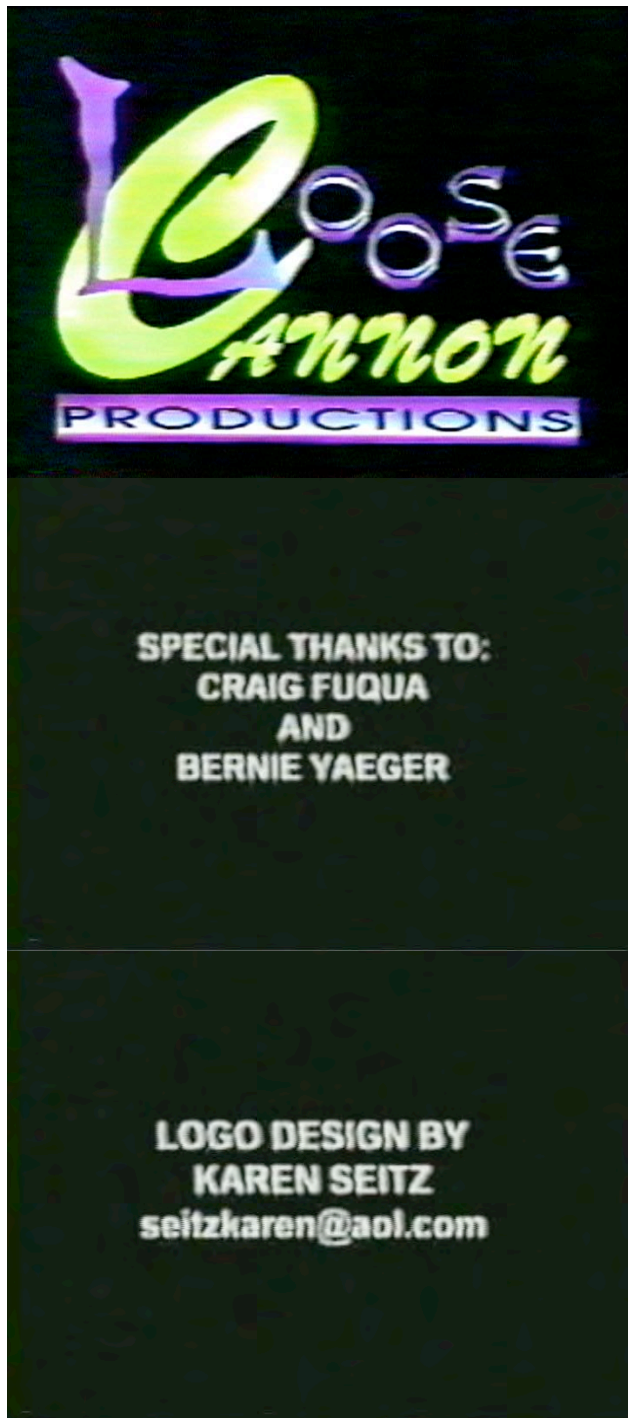 LOOSE
CANNON
PRODUCTIONS
SPECIAL THANKS TO:
CRAIG FUQUA
AND
BERNIE YAEGER
LOGO DESIGN BY
KAREN SEITZ
seitzkaren@aol.com